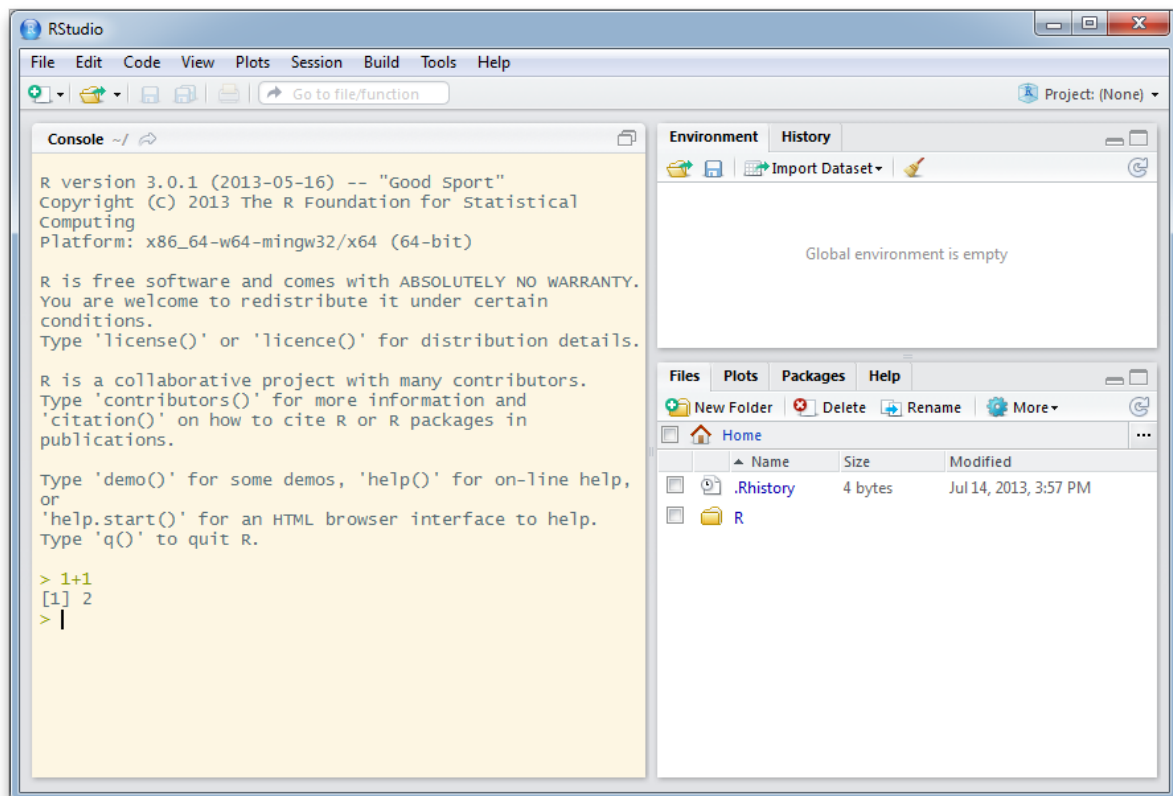 RStudio
File Edit Code View Plots Session Build Tools Help
Go to file/function
Project: (None)
Console ~/
R version 3.0.1 (2013-05-16) -- "Good Sport"
Copyright (C) 2013 The R Foundation for Statistical
Computing
Platform: x86_64-w64-mingw32/x64 (64-bit)
R is free software and comes with ABSOLUTELY NO WARRANTY.
You are welcome to redistribute it under certain
conditions.
Type 'license()' or 'licence()' for distribution details.
R is a collaborative project with many contributors.
Type 'contributors()' for more information and
'citation()' on how to cite R or R packages in
publications.
Type 'demo()' for some demos, 'help()' for on-line help,
or
'help.start()' for an HTML browser interface to help.
Type 'q()' to quit R.
> 1+1
[1] 2
>
Environment History
Import Dataset
Global environment is empty
Files Plots Packages Help
New Folder Delete Rename More
Home ...
Name Size Modified
.Rhistory 4 bytes Jul 14, 2013, 3:57 PM
R